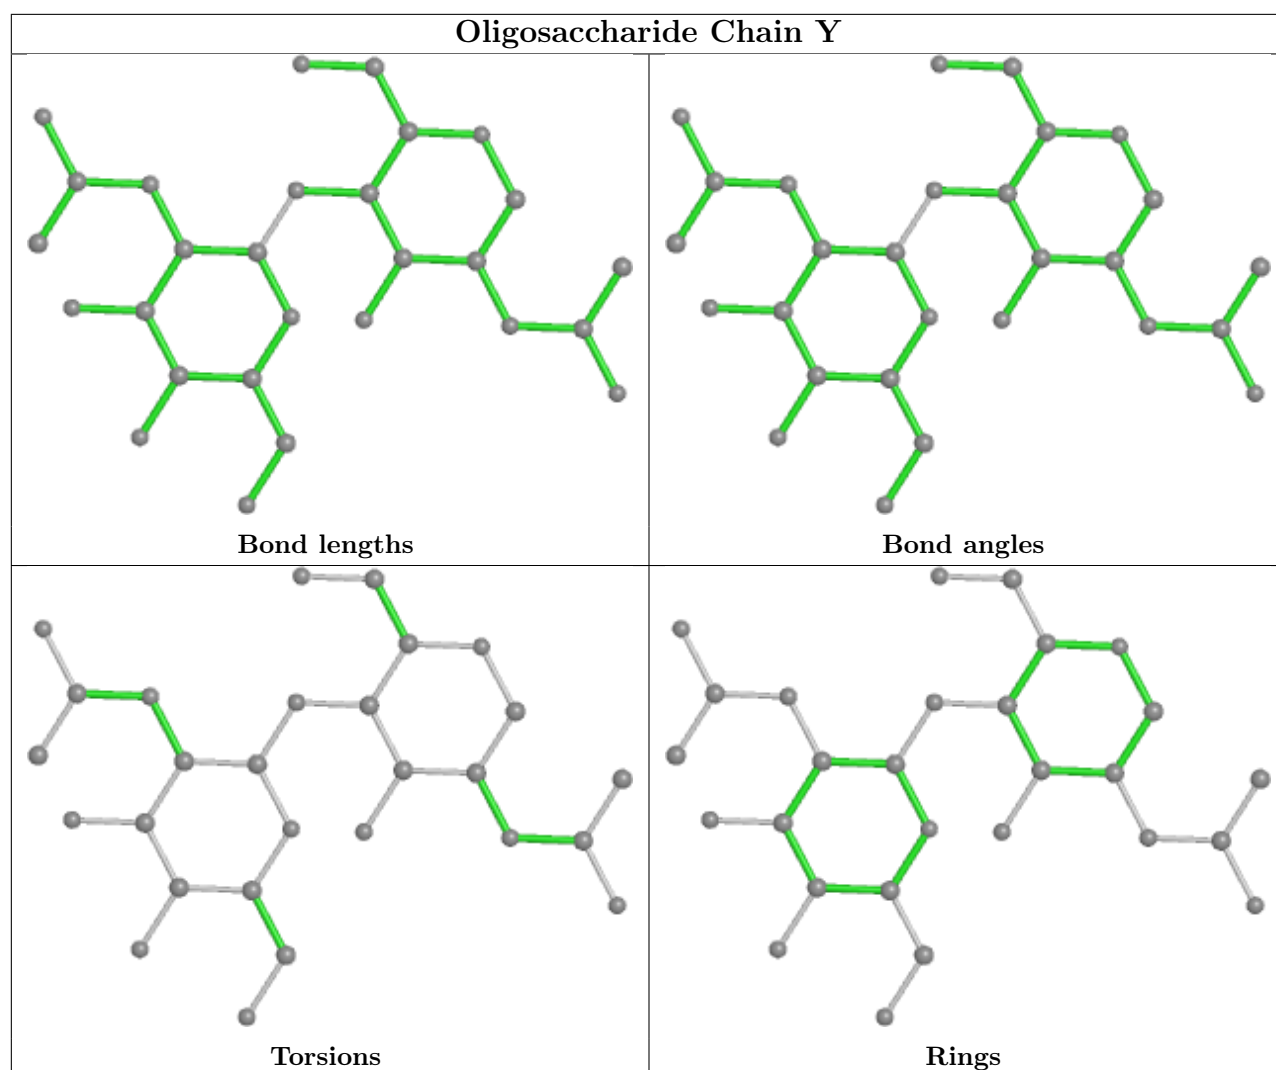 Oligosaccharide Chain Y
Bond lengths
Bond angles
Torsions
Rings